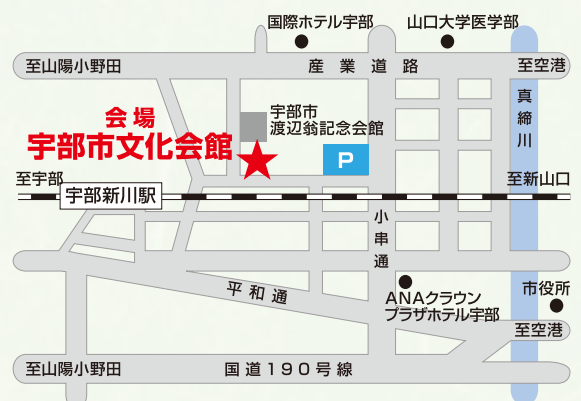 国際ホテル宇部
山口大学医学部
至山陽小野田
産業道路
至空港
会場
宇部市文化会館
宇部市
渡辺翁記念会館
真締川
P
至宇部
宇部新川駅
至新山口
小串通
平和通
ANAクラウン
プラザホテル宇部
市役所
至空港
至山陽小野田
国道190号線